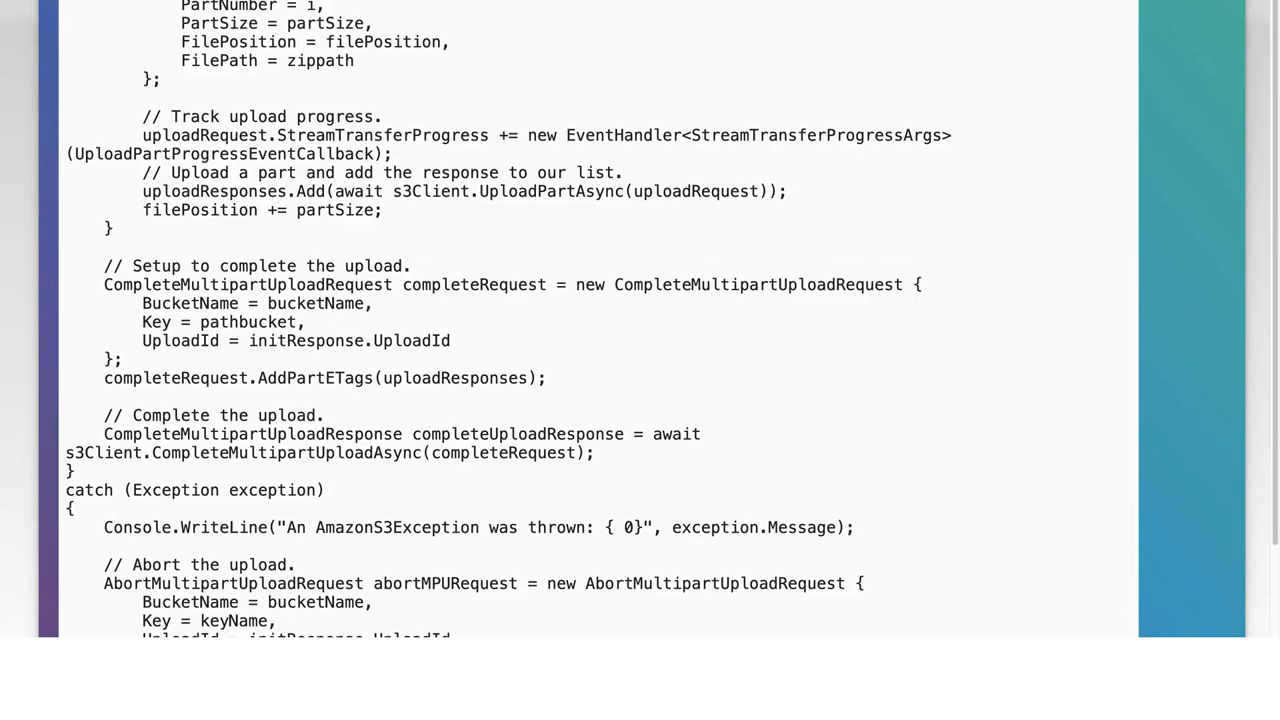 PartNumber = i,
PartSize = partSize,
FilePosition = filePosition,
FilePath = zippath
};
// Track upload progress.
uploadRequest.StreamTransferProgress += new EventHandler<StreamTransferProgressArgs>
(UploadPartProgressEventCallback);
// Upload a part and add the response to our list.
uploadResponses.Add(await s3Client.UploadPartAsync(uploadRequest));
filePosition += partSize;
}
// Setup to complete the upload.
CompleteMultipartUploadRequest completeRequest = new CompleteMultipartUploadRequest {
BucketName = bucketName,
Key = pathbucket,
UploadId = initResponse.UploadId
};
completeRequest.AddPartETags(uploadResponses);
// Complete the upload.
CompleteMultipartUploadResponse completeUploadResponse = await
s3Client.CompleteMultipartUploadAsync(completeRequest);
}
catch (Exception exception)
{
Console.WriteLine("An AmazonS3Exception was thrown: { 0}", exception.Message);
// Abort the upload.
AbortMultipartUploadRequest abortMPURequest = new AbortMultipartUploadRequest {
BucketName = bucketName,
Key = keyName,
UploadId = initResponse.UploadId